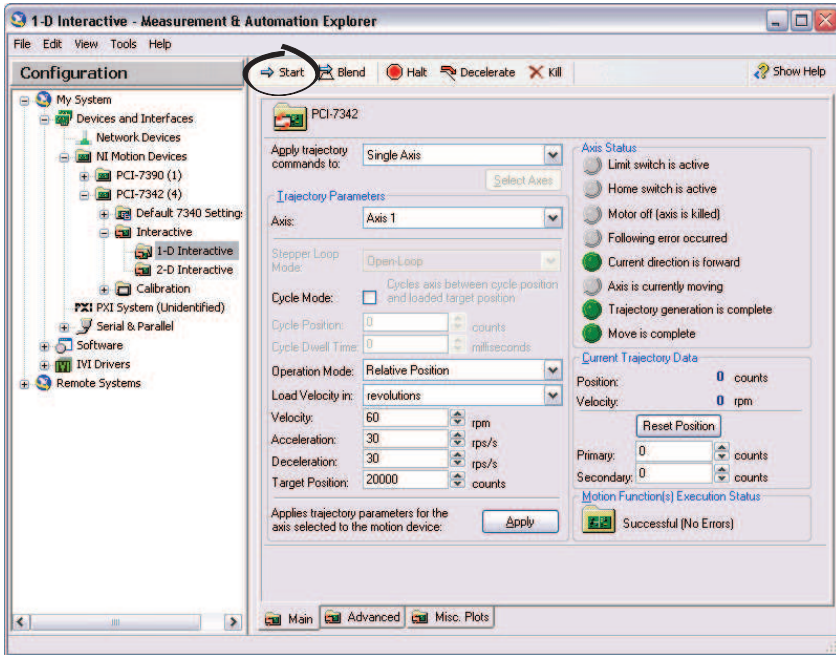 1-D Interactive - Measurement & Automation Explorer
File Edit View Tools Help
Configuration
Start Blend Halt Decelerate Kill Show Help
My System
Devices and Interfaces
Network Devices
NI Motion Devices
PCI-7390 (1)
PCI-7342 (4)
Default 7340 Setting:
Interactive
1-D Interactive
2-D Interactive
Calibration
PXI PXI System (Unidentified)
Serial & Parallel
Software
IVI Drivers
Remote Systems
PCI-7342
Apply trajectory commands to: Single Axis
Select Axes
Trajectory Parameters
Axis: Axis 1
Stepper Loop Mode: Open-Loop
Cycle Mode: Cycles axis between cycle position and loaded target position
Cycle Position: 0 counts
Cycle Dwell Time: 0 milliseconds
Operation Mode: Relative Position
Load Velocity in: revolutions
Velocity: 60 rpm
Acceleration: 30 rps/s
Deceleration: 30 rps/s
Target Position: 20000 counts
Applies trajectory parameters for the axis selected to the motion device: Apply
Axis Status
Limit switch is active
Home switch is active
Motor off (axis is killed)
Following error occurred
Current direction is forward
Axis is currently moving
Trajectory generation is complete
Move is complete
Current Trajectory Data
Position: 0 counts
Velocity: 0 rpm
Reset Position
Primary: 0 counts
Secondary: 0 counts
Motion Function(s) Execution Status
Successful (No Errors)
Main Advanced Misc. Plots